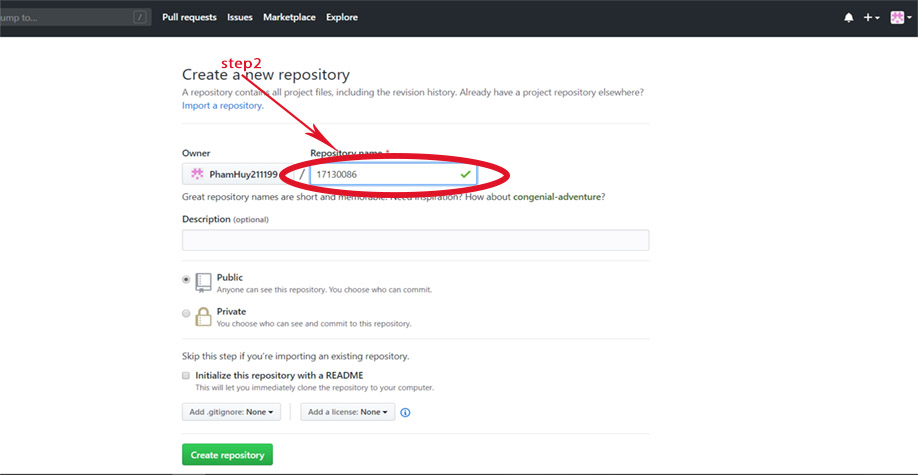 ump to... /
Pull requests Issues Marketplace Explore
step2
Create a new repository
A repository contains all project files, including the revision history. Already have a project repository elsewhere?
Import a repository.
Owner Repository name *
PhamHuy211199 / 17130086
Great repository names are short and memorable. Need inspiration? How about congenial-adventure?
Description (optional)
Public
Anyone can see this repository. You choose who can commit.
Private
You choose who can see and commit to this repository.
Skip this step if you're importing an existing repository.
Initialize this repository with a README
This will let you immediately clone the repository to your computer.
Add .gitignore: None Add a license: None
Create repository